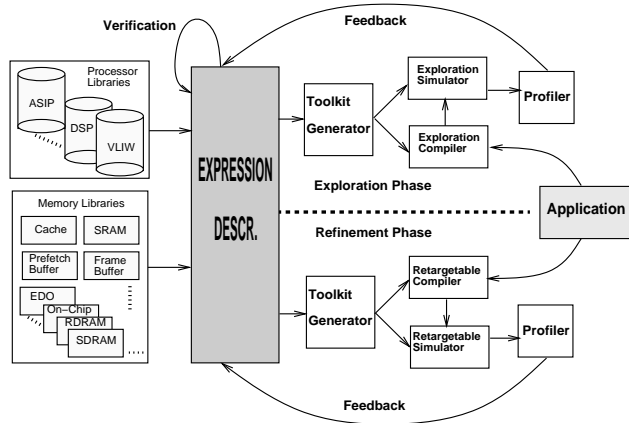 Verification
Feedback
Processor
Libraries
ASIP
DSP
VLIW
EXPRESSION
DESCR.
Toolkit
Generator
Exploration
Simulator
Exploration
Compiler
Profiler
Exploration Phase
Application
Refinement Phase
Memory Libraries
Cache
SRAM
Prefetch
Buffer
Frame
Buffer
EDO
On-Chip
RDRAM
SDRAM
Toolkit
Generator
Retargetable
Compiler
Retargetable
Simulator
Profiler
Feedback